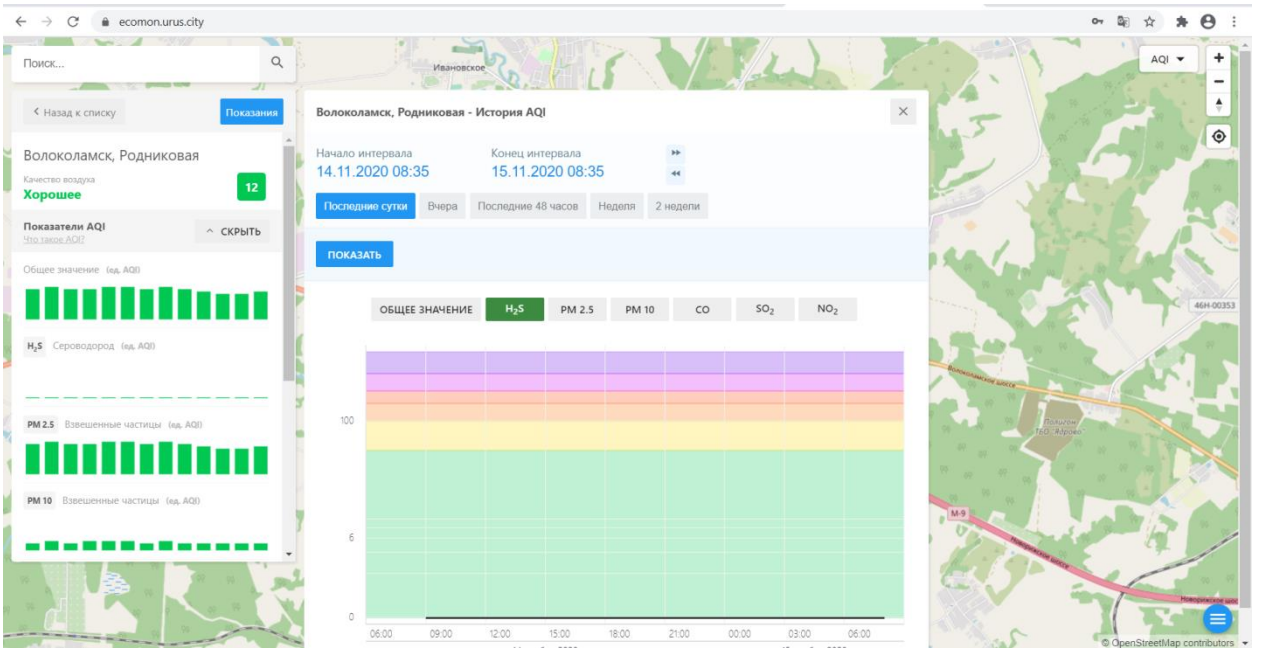 ecomon.urus.city
Поиск...
AQI
Ивановское
Назад к списку
Показания
Волоколамск, Родниковая
Качество воздуха
Хорошее
12
Показатели AQI
Что такое AQI?
СКРЫТЬ
Общее значение (ед. AQI)
H₂S Сероводород (ед. AQI)
PM 2.5 Взвешенные частицы (ед. AQI)
PM 10 Взвешенные частицы (ед. AQI)
Волоколамск, Родниковая - История AQI
Начало интервала
14.11.2020 08:35
Конец интервала
15.11.2020 08:35
Последние сутки
Вчера
Последние 48 часов
Неделя
2 недели
ПОКАЗАТЬ
ОБЩЕЕ ЗНАЧЕНИЕ
H₂S
PM 2.5
PM 10
CO
SO₂
NO₂
100
6
0
06:00 09:00 12:00 15:00 18:00 21:00 00:00 03:00 06:00
46Н-00353
Волоколамское шоссе
Полигон
ТБО "Ядрово"
М-9
Новорижское шоссе
Новорижское шос
© OpenStreetMap contributors